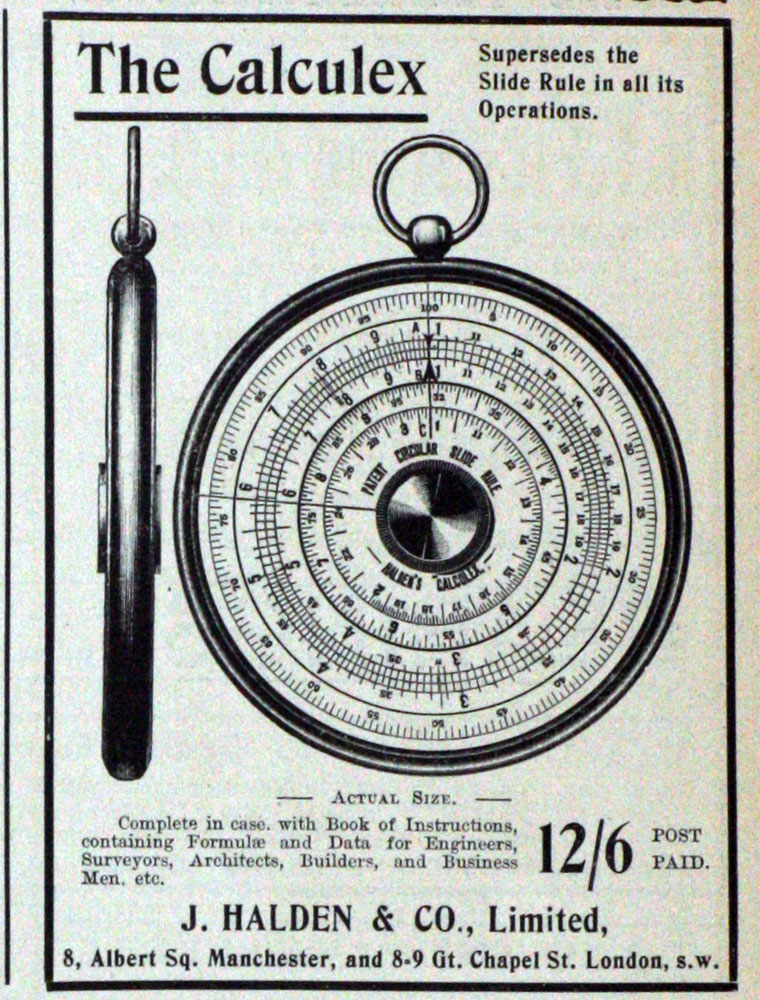 The Calculex
Supersedes the
Slide Rule in all its
Operations.
PATENT CIRCULAR SLIDE RULE
HALDEN'S "CALCULEX"
ACTUAL SIZE.
Complete in case, with Book of Instructions,
containing Formulæ and Data for Engineers,
Surveyors, Architects, Builders, and Business
Men, etc.
12/6
POST
PAID.
J. HALDEN & CO., Limited,
8, Albert Sq. Manchester, and 8-9 Gt. Chapel St. London, s.w.